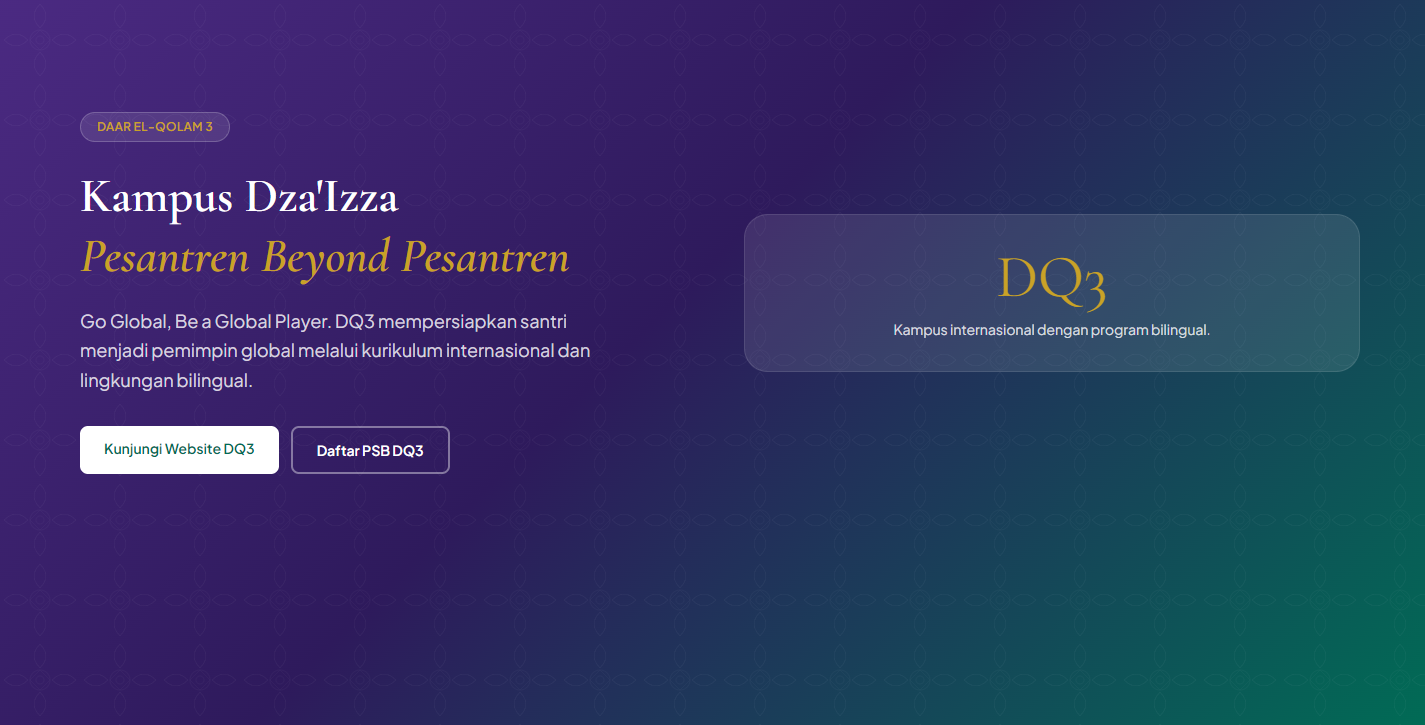 DAAR EL-QOLAM 3
Kampus Dza'Izza
Pesantren Beyond Pesantren
Go Global, Be a Global Player. DQ3 mempersiapkan santri
menjadi pemimpin global melalui kurikulum internasional dan
lingkungan bilingual.
Kunjungi Website DQ3
Daftar PSB DQ3
DQ3
Kampus internasional dengan program bilingual.